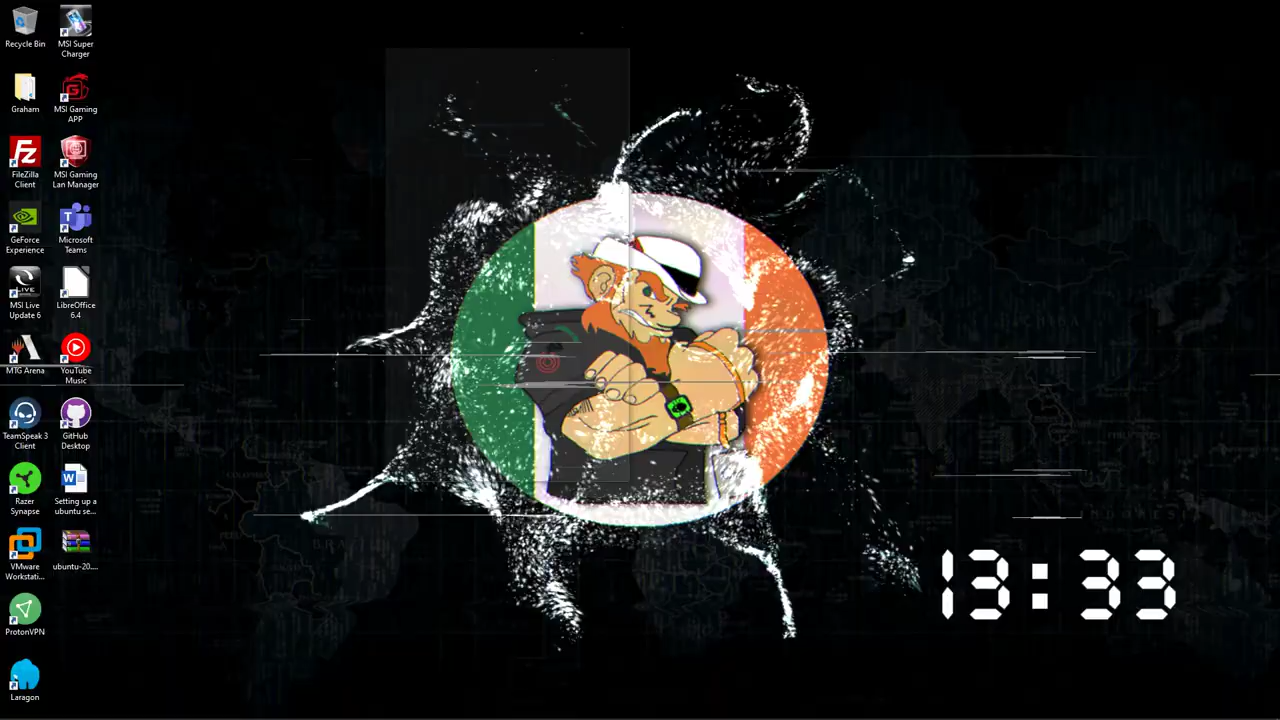 Recycle Bin
MSI Super
Charger
Graham
MSI Gaming
APP
FileZilla
Client
MSI Gaming
Lan Manager
GeForce
Experience
Microsoft
Teams
MSI Live
Update 6
LibreOffice
6.4
MTG Arena
YouTube
Music
TeamSpeak 3
Client
GitHub
Desktop
Razer
Synapse
Setting up a
ubuntu se...
VMware
Workstati...
ubuntu-20....
ProtonVPN
Laragon
13:33